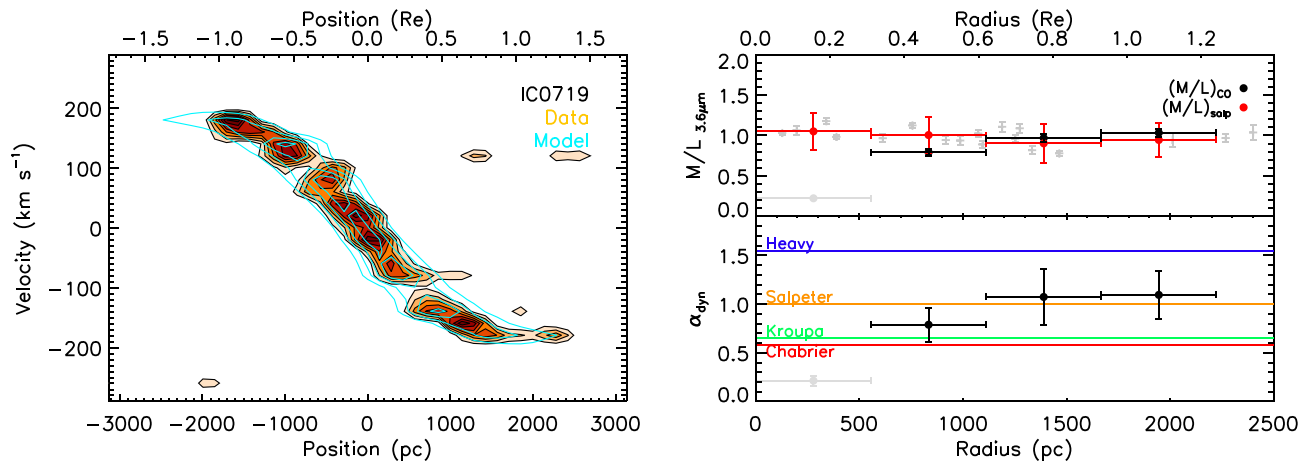 Position (Re)
−1.5 −1.0 −0.5 0.0 0.5 1.0 1.5
IC0719
Data
Model
200
100
0
−100
−200
Velocity (km s⁻¹)
−3000 −2000 −1000 0 1000 2000 3000
Position (pc)
Radius (Re)
0.0 0.2 0.4 0.6 0.8 1.0 1.2
(M/L)CO
(M/L)salp
2.0
1.5
1.0
0.5
0.0
M/L 3.6μm
Heavy
Salpeter
Kroupa
Chabrier
1.5
1.0
0.5
0.0
αdyn
0 500 1000 1500 2000 2500
Radius (pc)